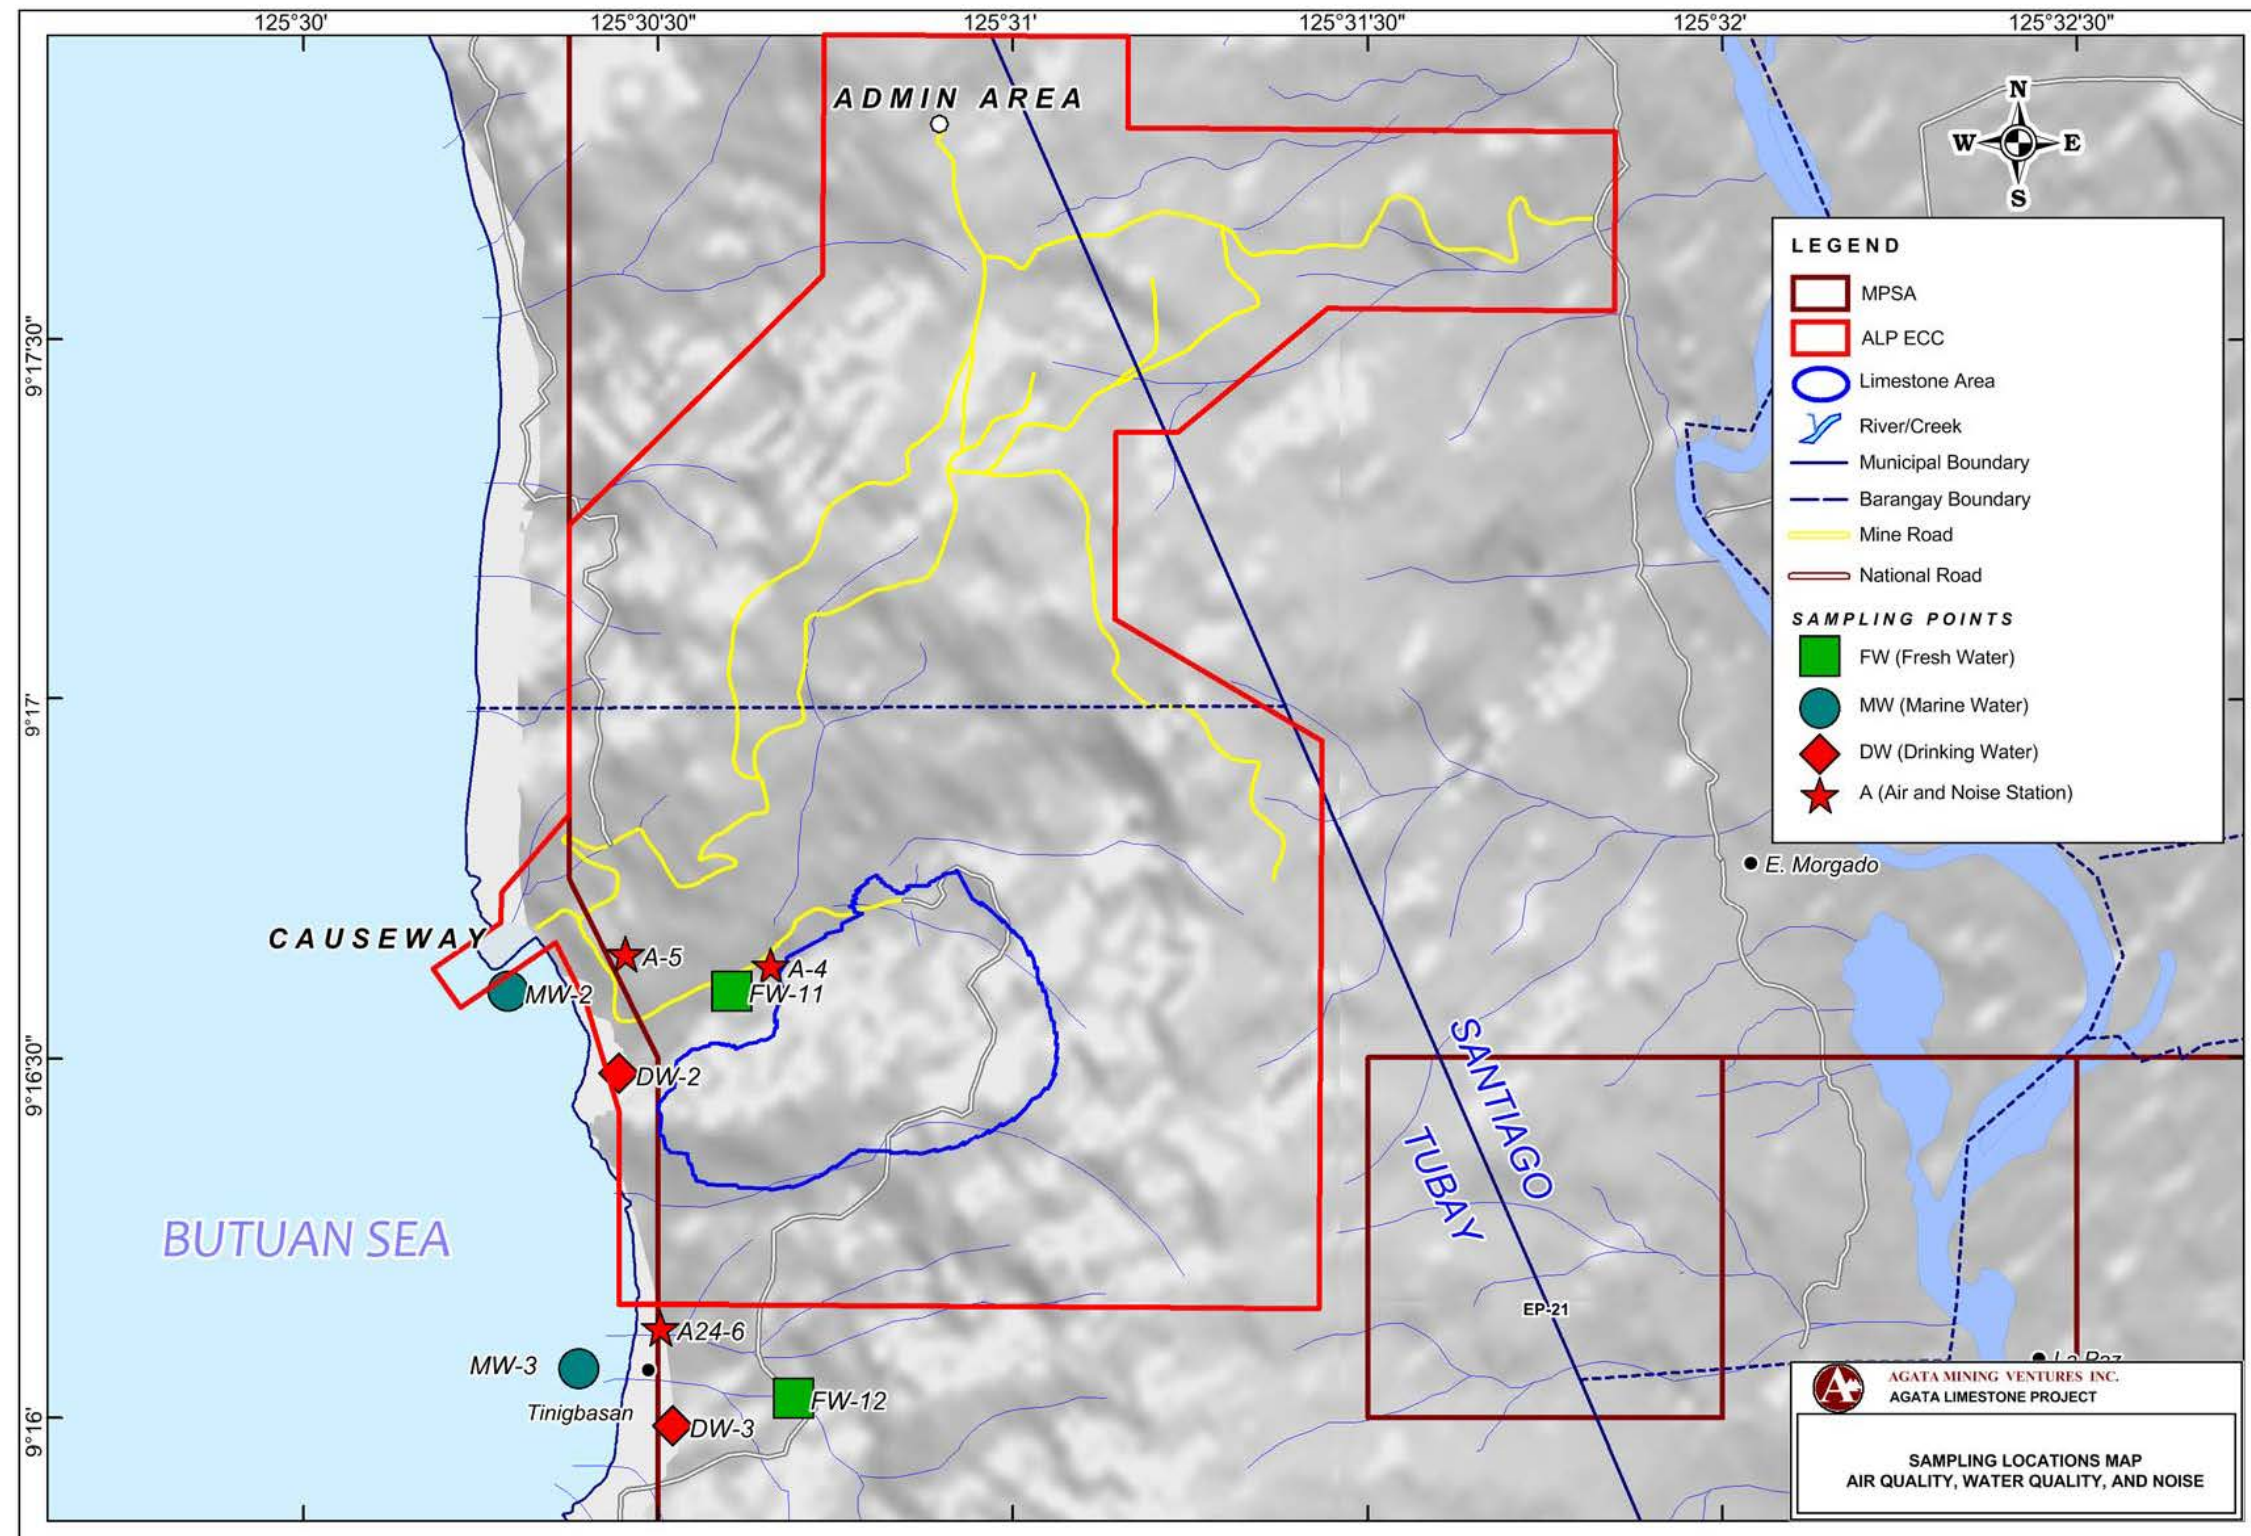 125°30' 125°30'30" 125°31' 125°31'30" 125°32' 125°32'30"
ADMIN AREA
N
W E
S
LEGEND
MPSA
ALP ECC
Limestone Area
River/Creek
Municipal Boundary
Barangay Boundary
Mine Road
National Road
SAMPLING POINTS
FW (Fresh Water)
MW (Marine Water)
DW (Drinking Water)
A (Air and Noise Station)
9°17'30"
9°17'
9°16'30"
9°16'
E. Morgado
CAUSEWAY
A-5
A-4
MW-2
FW-11
DW-2
SANTIAGO
TUBAY
BUTUAN SEA
EP-21
A24-6
MW-3
Tinigbasan
FW-12
DW-3
La Paz
A
AGATA MINING VENTURES INC.
AGATA LIMESTONE PROJECT
SAMPLING LOCATIONS MAP
AIR QUALITY, WATER QUALITY, AND NOISE